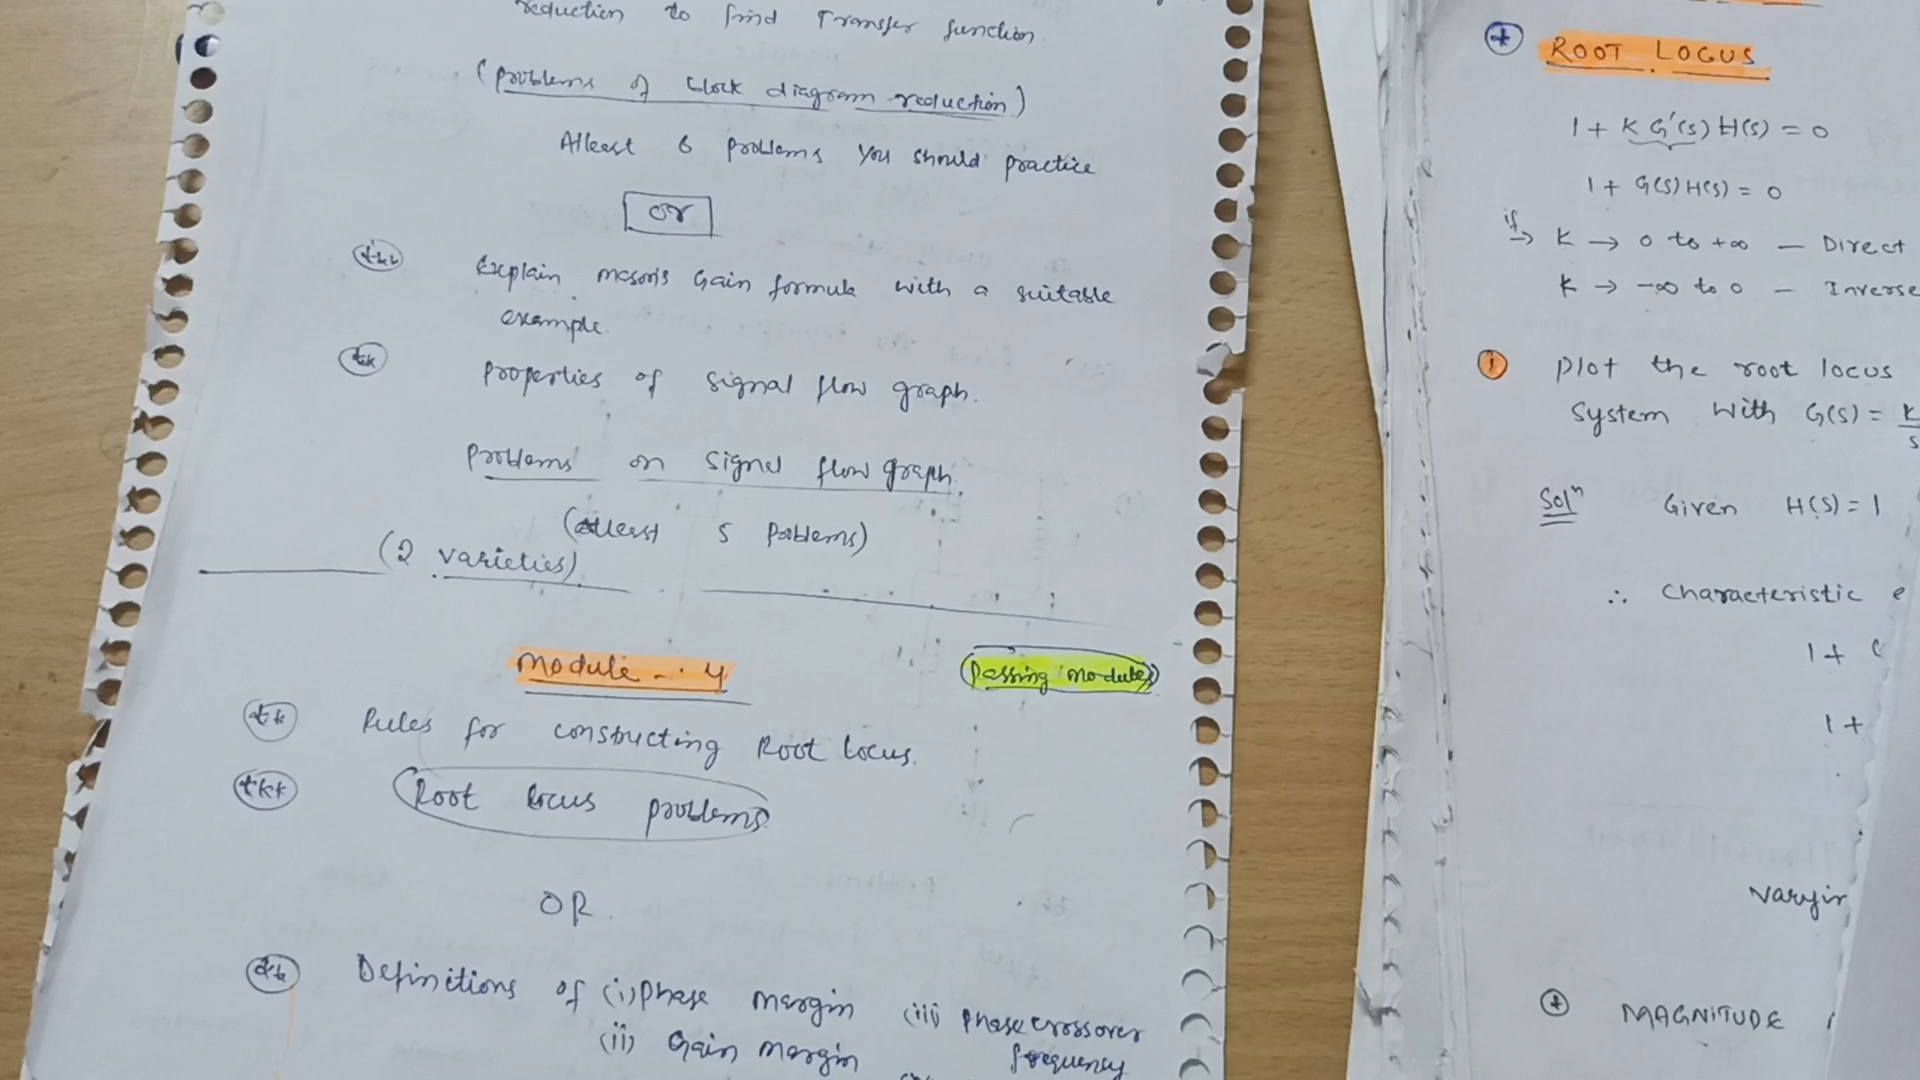 reduction to find Transfer function
(problems of block diagram reduction)
Atleast 6 problems you should practice
or
Explain mason's Gain formula with a suitable
example.
properties of signal flow graph.
problems on signal flow graph.
(Atleast 5 Problems)
(2 varieties)
Module - 4
Passing module
Rules for constructing Root locus.
Root locus problems
OR
Definitions of (i) Phase margin (iii) Phase crossover
(ii) Gain margin frequency
ROOT LOCUS
1 + K G'(s) H(s) = 0
1 + G(s) H(s) = 0
if → K → 0 to +∞ – Direct
K → -∞ to 0 – Inverse
1 Plot the root locus
system with G(s) = K
s
Solⁿ Given H(s) = 1
∴ Characteristic e
1 +
1 +
MAGNITUDE